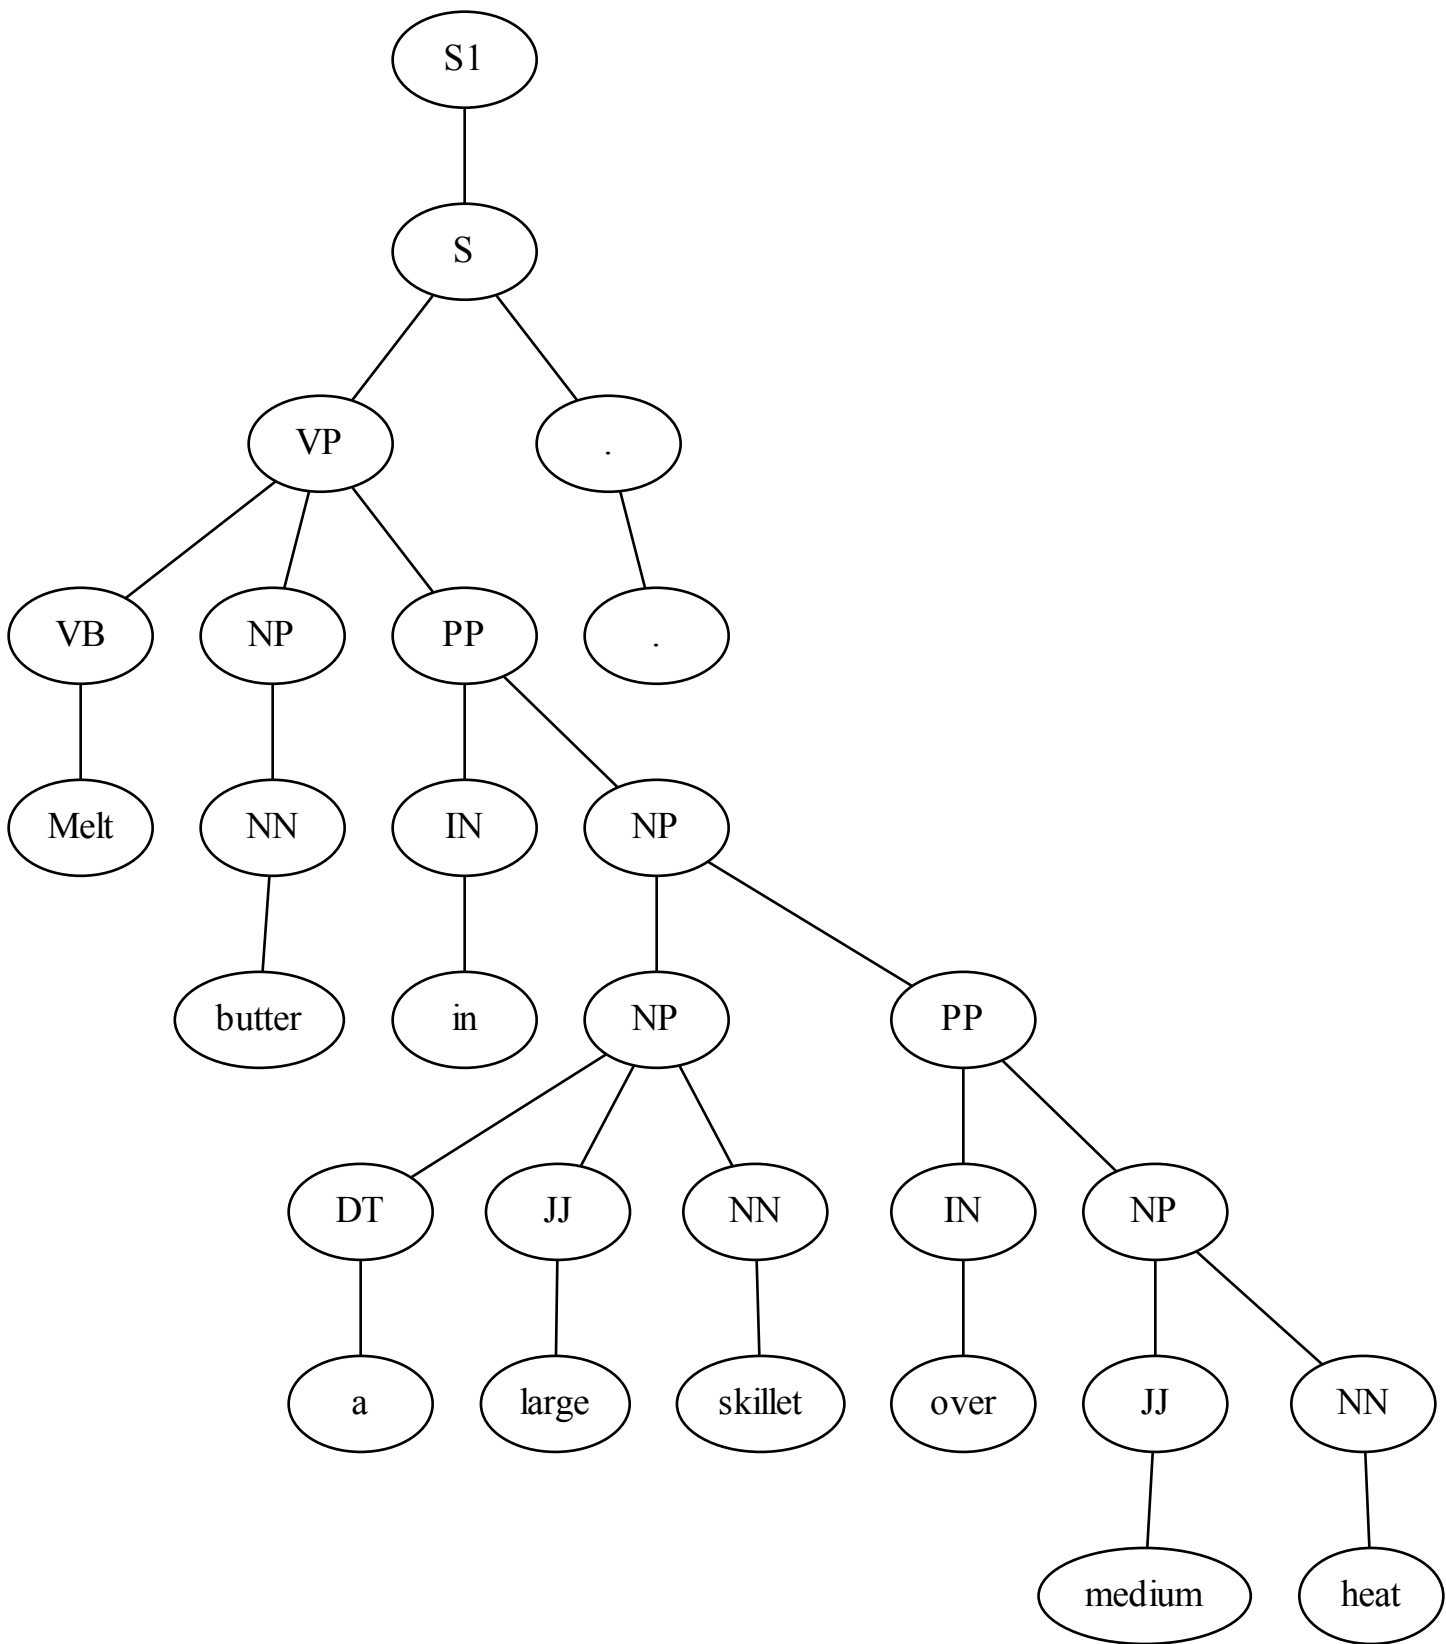 S1
S
VP .
VB NP PP .
Melt NN IN NP
butter in NP PP
DT JJ NN IN NP
a large skillet over JJ NN
medium heat